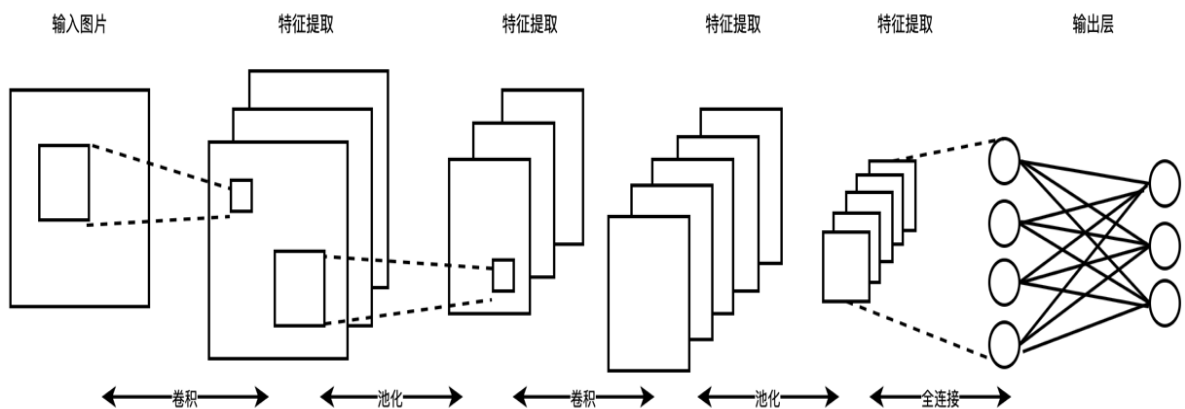 输入图片
特征提取
特征提取
特征提取
特征提取
输出层
卷积
池化
卷积
池化
全连接